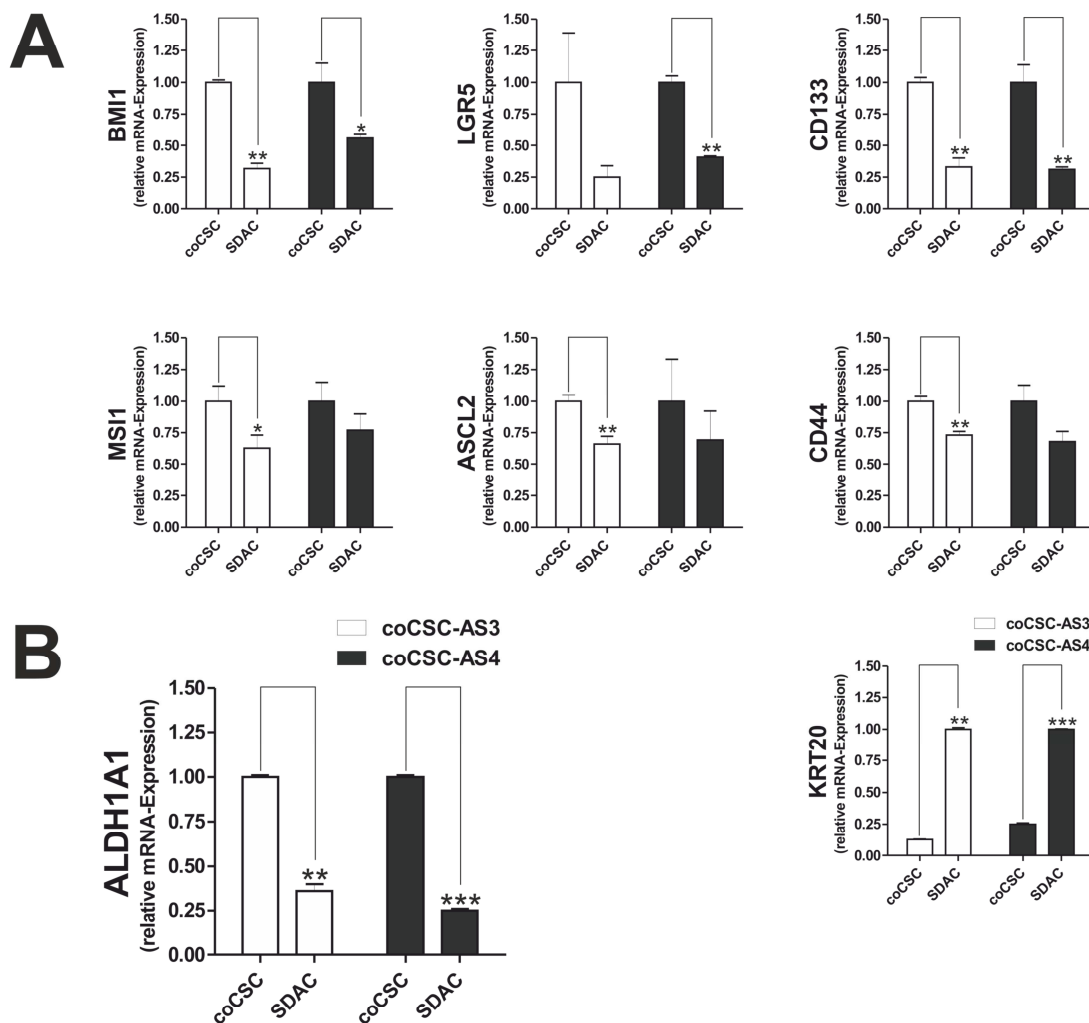 A
BMI1
(relative mRNA-Expression)
1.50
1.25
1.00
0.75
0.50
0.25
0.00
**
*
coCSC
SDAC
coCSC
SDAC
LGR5
(relative mRNA-Expression)
1.50
1.25
1.00
0.75
0.50
0.25
0.00
**
coCSC
SDAC
coCSC
SDAC
CD133
(relative mRNA-Expression)
1.50
1.25
1.00
0.75
0.50
0.25
0.00
**
**
coCSC
SDAC
coCSC
SDAC
MSI1
(relative mRNA-Expression)
1.50
1.25
1.00
0.75
0.50
0.25
0.00
*
coCSC
SDAC
coCSC
SDAC
ASCL2
(relative mRNA-Expression)
1.50
1.25
1.00
0.75
0.50
0.25
0.00
**
coCSC
SDAC
coCSC
SDAC
CD44
(relative mRNA-Expression)
1.50
1.25
1.00
0.75
0.50
0.25
0.00
**
coCSC
SDAC
coCSC
SDAC
B
coCSC-AS3
coCSC-AS4
ALDH1A1
(relative mRNA-Expression)
1.50
1.25
1.00
0.75
0.50
0.25
0.00
**
***
coCSC
SDAC
coCSC
SDAC
coCSC-AS3
coCSC-AS4
KRT20
(relative mRNA-Expression)
1.50
1.25
1.00
0.75
0.50
0.25
0.00
**
***
coCSC
SDAC
coCSC
SDAC